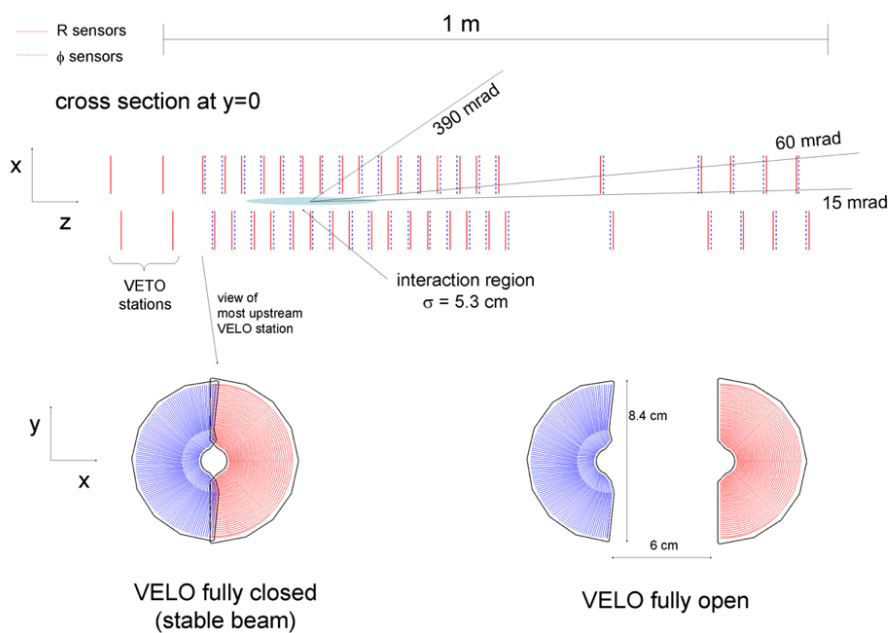 1 m
R sensors
ϕ sensors
cross section at y=0
390 mrad
60 mrad
15 mrad
x
z
VETO
stations
interaction region
σ = 5.3 cm
view of
most upstream
VELO station
y
x
8.4 cm
6 cm
VELO fully closed
(stable beam)
VELO fully open